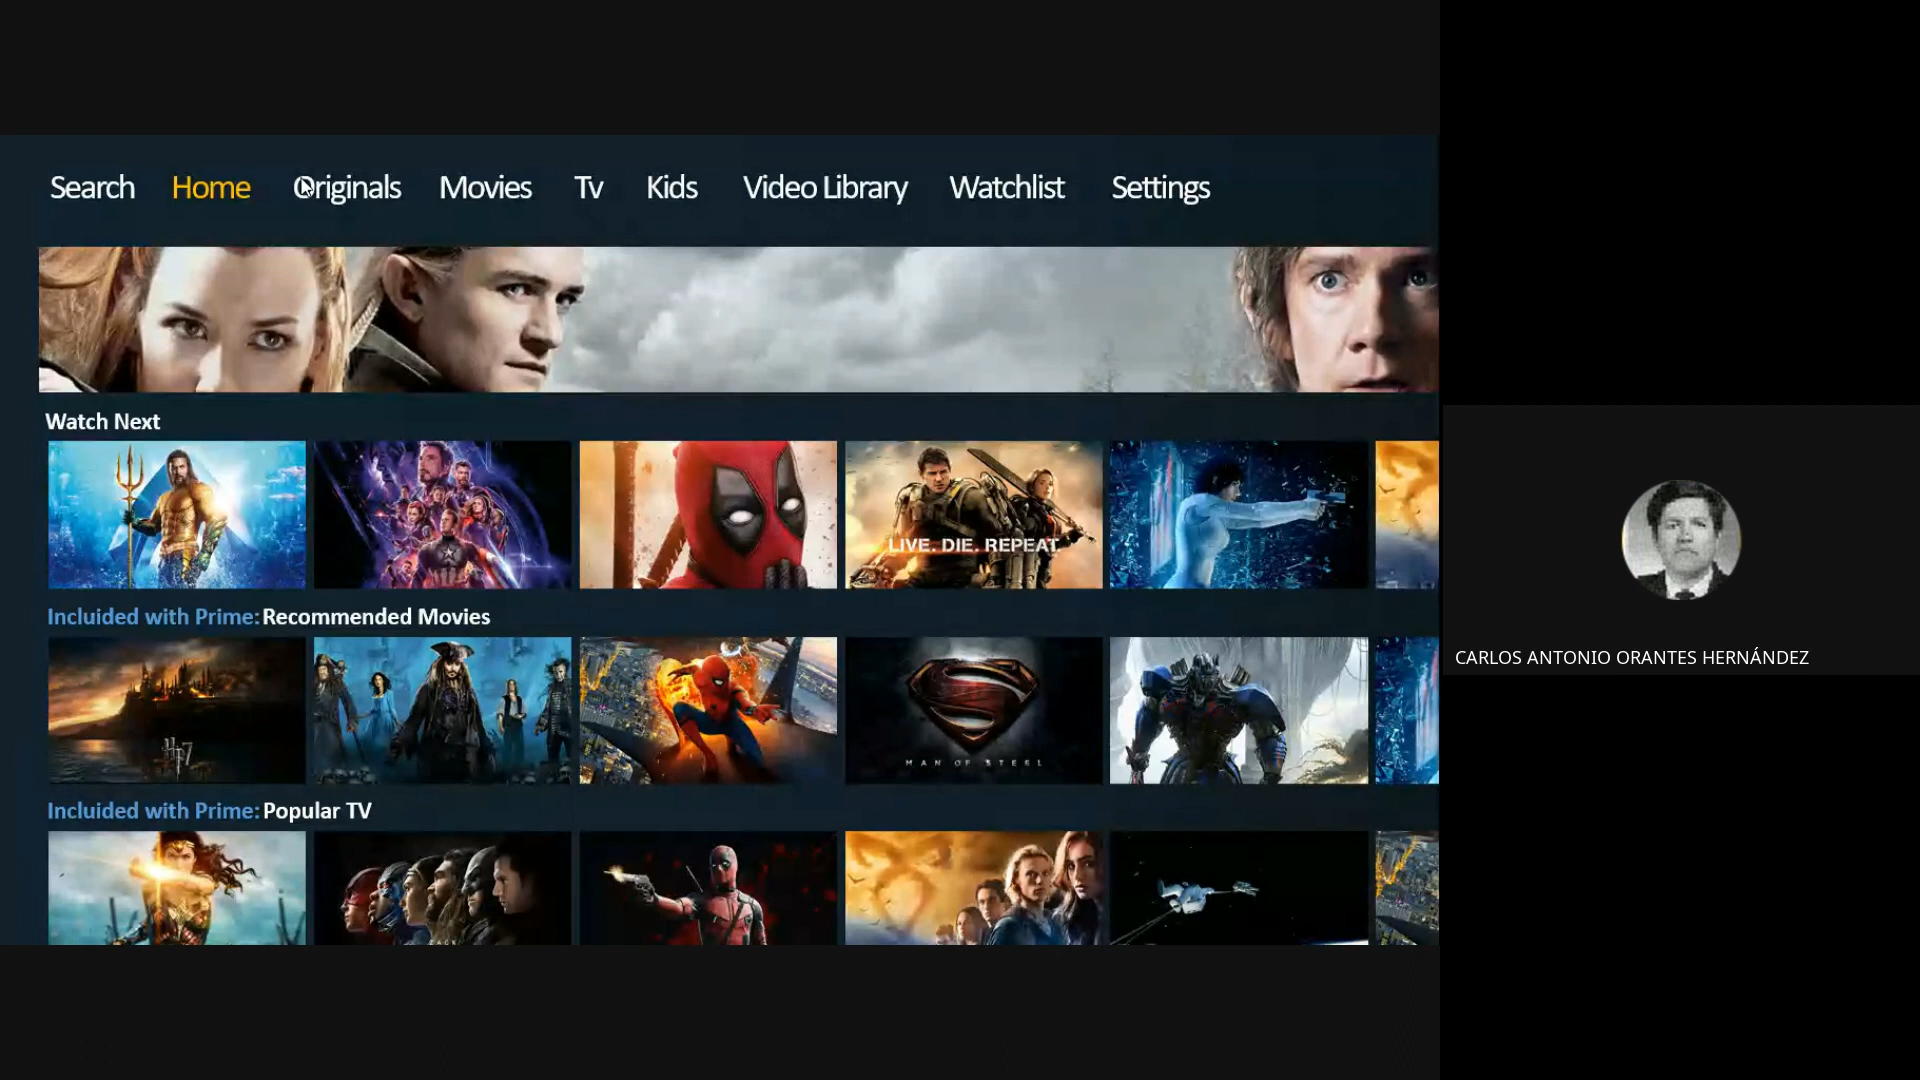 Search Home Originals Movies Tv Kids Video Library Watchlist Settings
Watch Next
LIVE. DIE. REPEAT.
Incluided with Prime: Recommended Movies
HP7
MAN OF STEEL
Incluided with Prime: Popular TV
CARLOS ANTONIO ORANTES HERNÁNDEZ